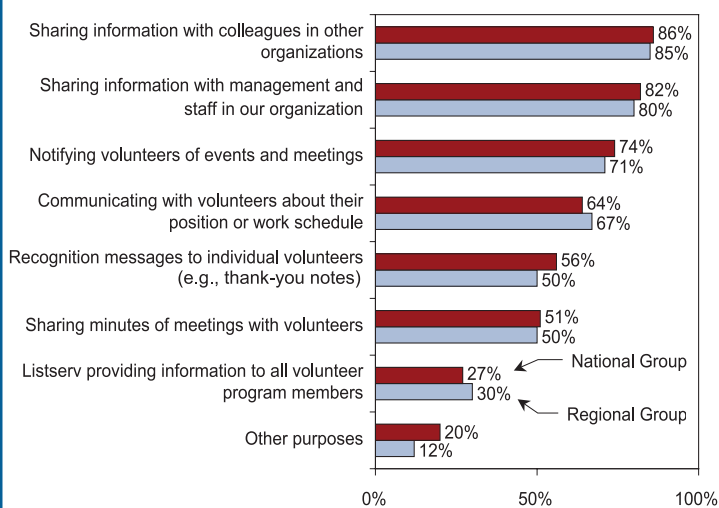 Sharing information with colleagues in other
organizations
86%
85%
Sharing information with management and
staff in our organization
82%
80%
Notifying volunteers of events and meetings
74%
71%
Communicating with volunteers about their
position or work schedule
64%
67%
Recognition messages to individual volunteers
(e.g., thank-you notes)
56%
50%
Sharing minutes of meetings with volunteers
51%
50%
Listserv providing information to all volunteer
program members
27%
30%
National Group
Regional Group
Other purposes
20%
12%
0%
50%
100%